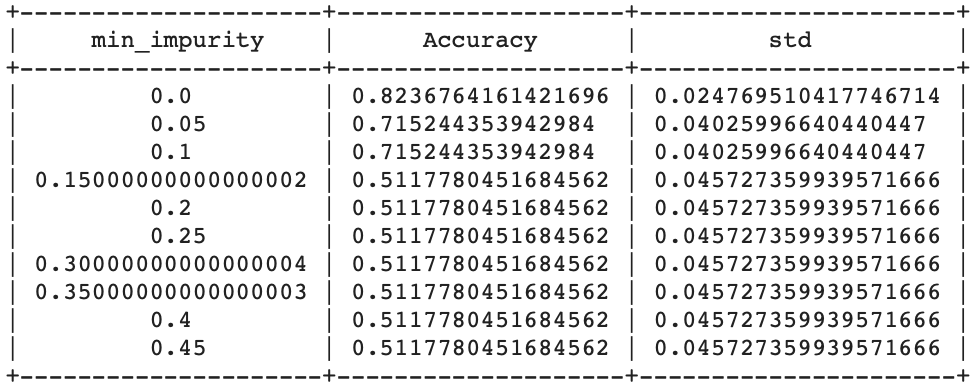 +--------------------+--------------------+----------------------+
|    min_impurity    |      Accuracy      |         std          |
+--------------------+--------------------+----------------------+
|        0.0         | 0.8236764161421696 | 0.024769510417746714 |
|        0.05        | 0.715244353942984  | 0.04025996640440447  |
|        0.1         | 0.715244353942984  | 0.04025996640440447  |
| 0.15000000000000002 | 0.5117780451684562 | 0.045727359939571666 |
|        0.2         | 0.5117780451684562 | 0.045727359939571666 |
|        0.25        | 0.5117780451684562 | 0.045727359939571666 |
| 0.30000000000000004 | 0.5117780451684562 | 0.045727359939571666 |
| 0.35000000000000003 | 0.5117780451684562 | 0.045727359939571666 |
|        0.4         | 0.5117780451684562 | 0.045727359939571666 |
|        0.45        | 0.5117780451684562 | 0.045727359939571666 |
+--------------------+--------------------+----------------------+